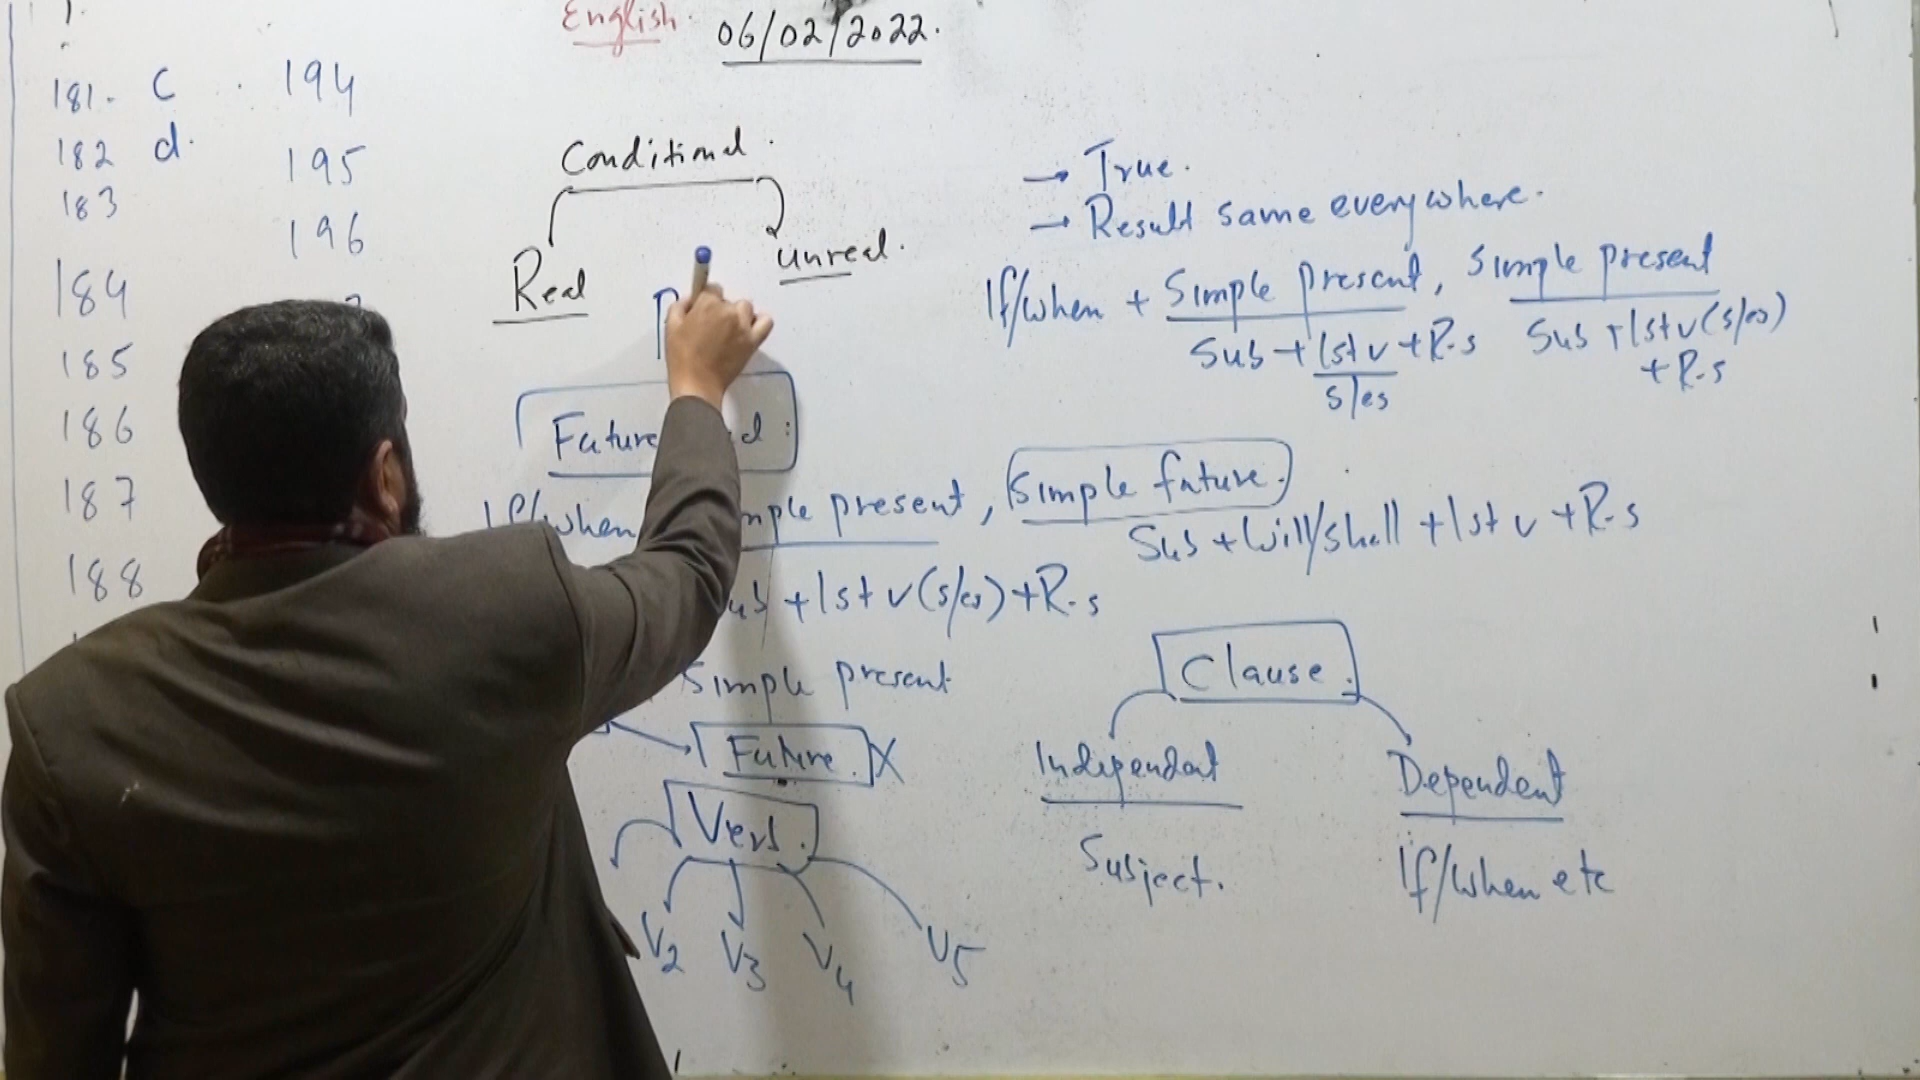 English 06/02/2022.
181. C
182 d.
183
184
185
186
187
188
194
195
196
Conditional.
Real
unreal.
→ True.
→ Result same everywhere.
If/when + Simple present, Simple present
Sub + 1st v + R.s
s/es
Sub + 1st v (s/es)
+ R.s
Future
If/when present, Simple future.
Sub + Will/shall + 1st v + R.s
+ 1st v (s/es) + R.s
Simple present
Future. X
Verb.
V2 V3 V4 V5
Clause.
Independent
Subject.
Dependent
If/when etc